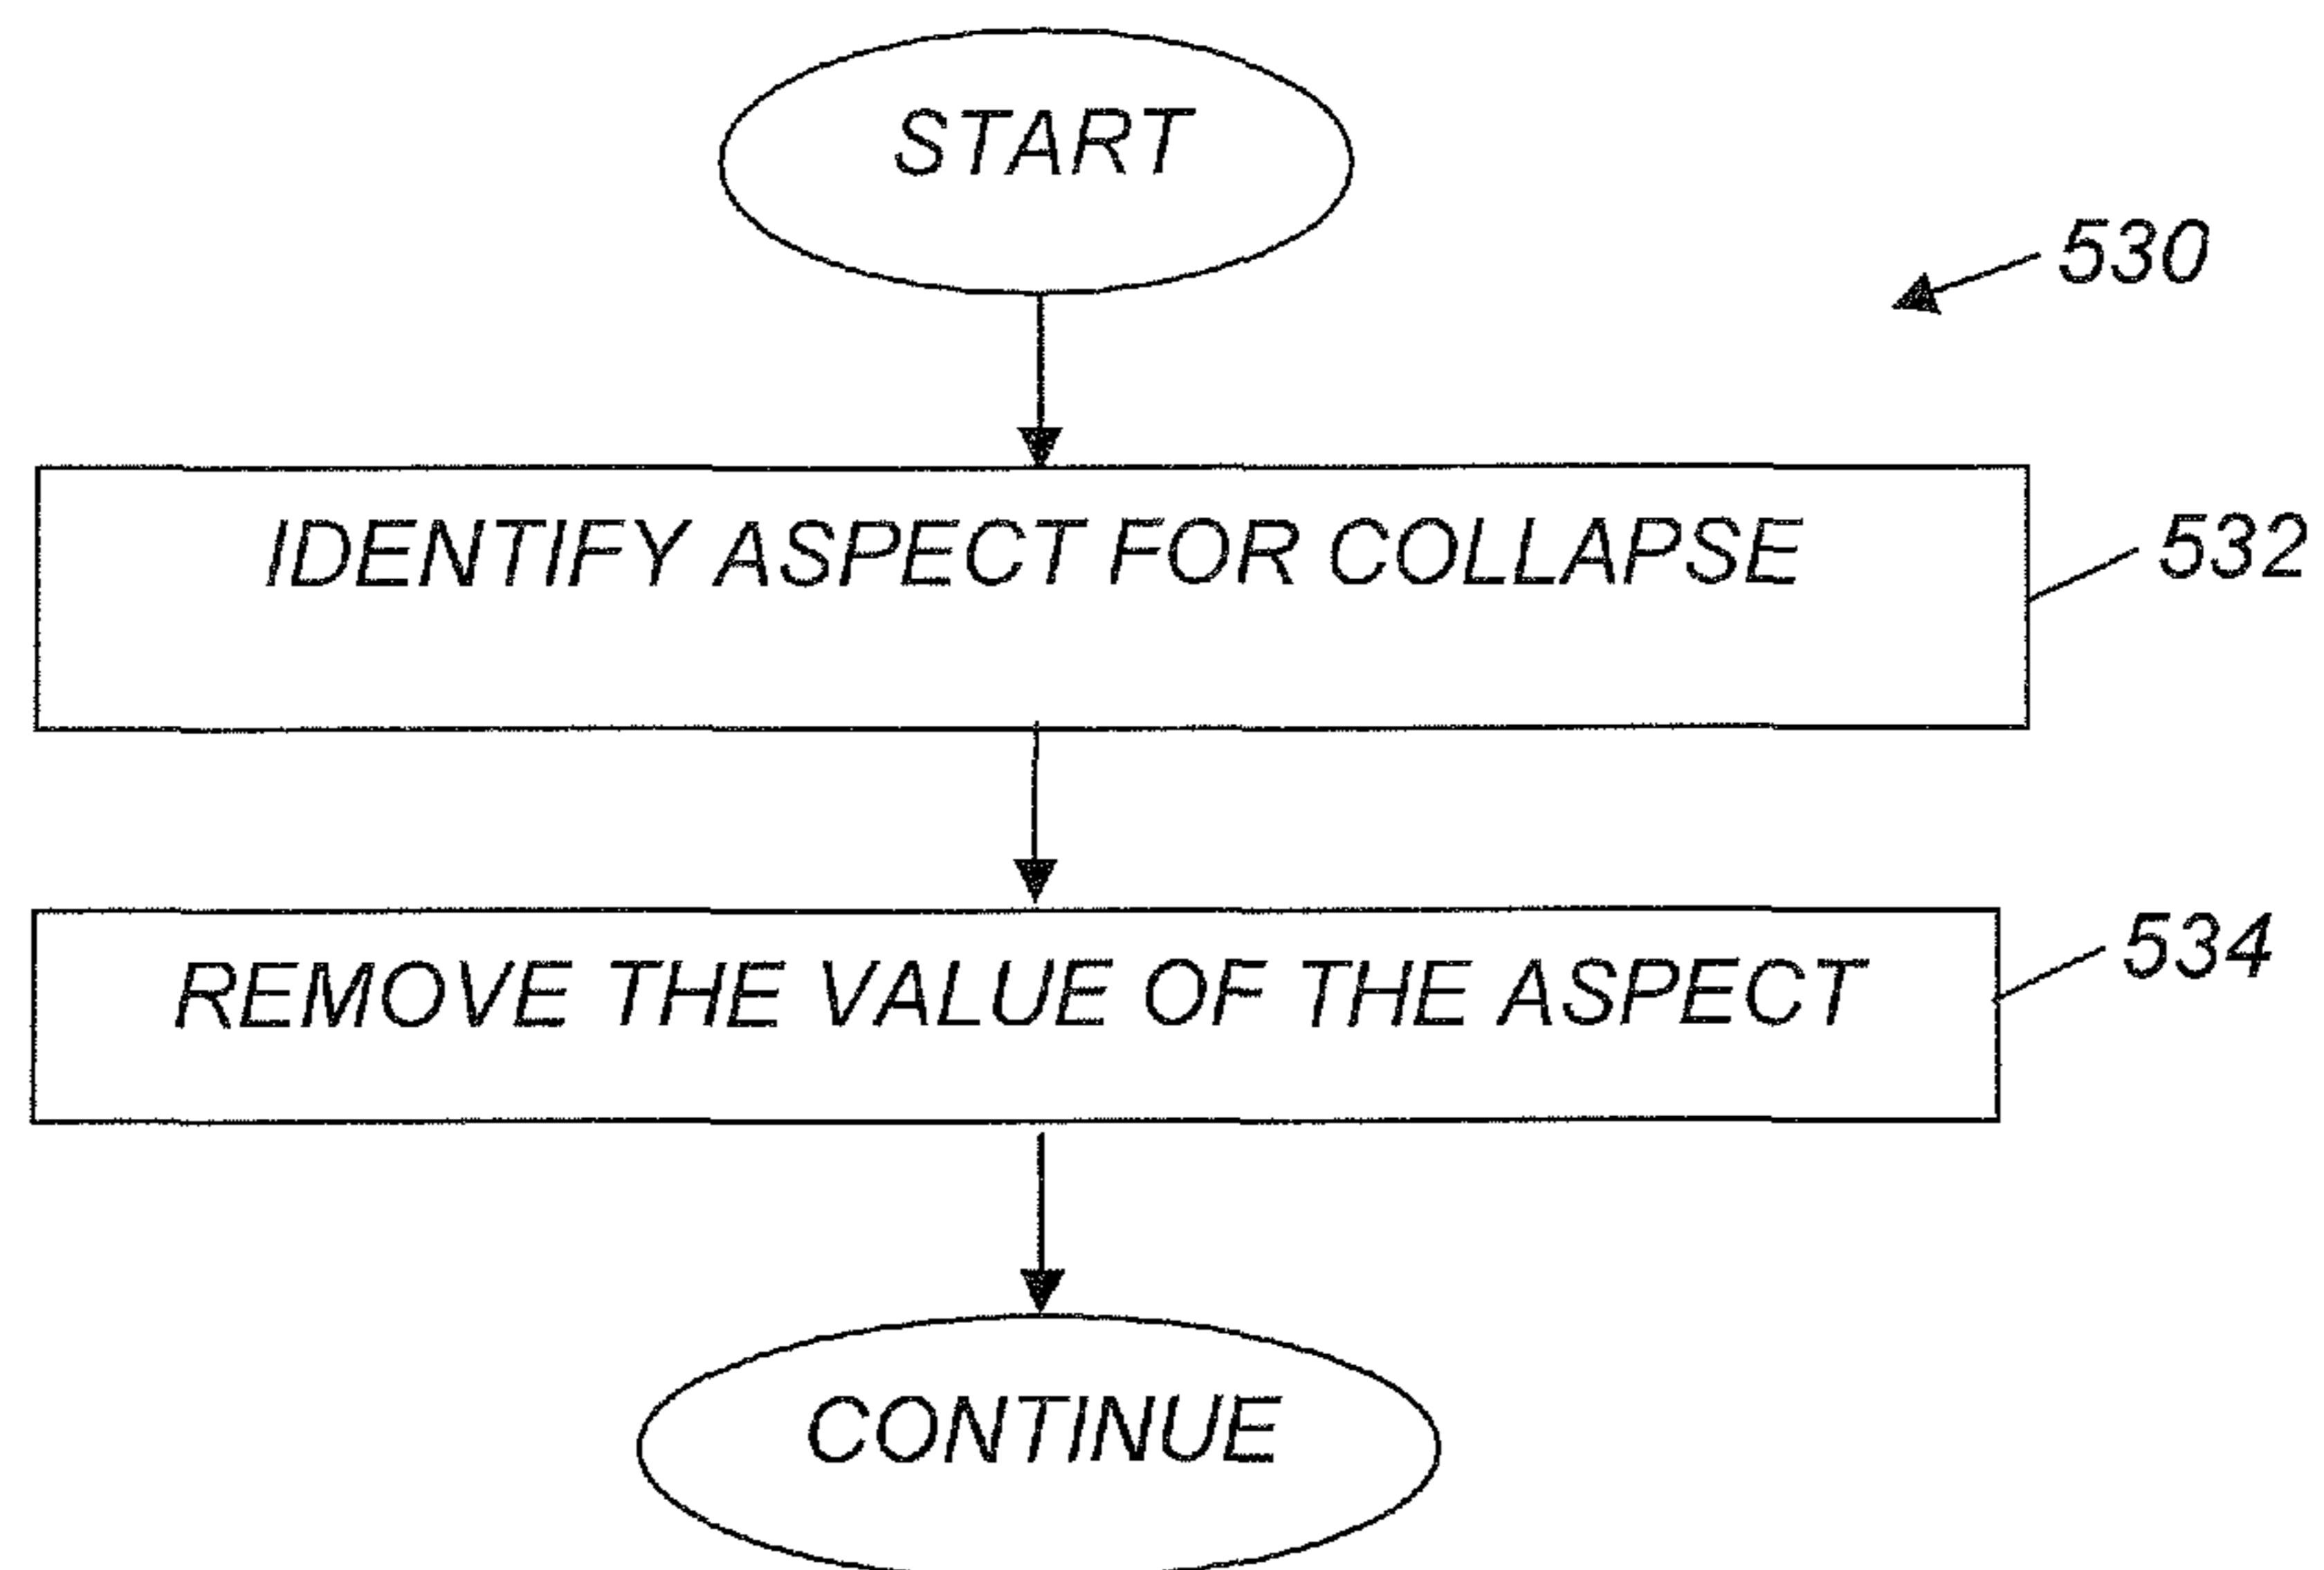 START
530
IDENTIFY ASPECT FOR COLLAPSE
532
REMOVE THE VALUE OF THE ASPECT
534
CONTINUE